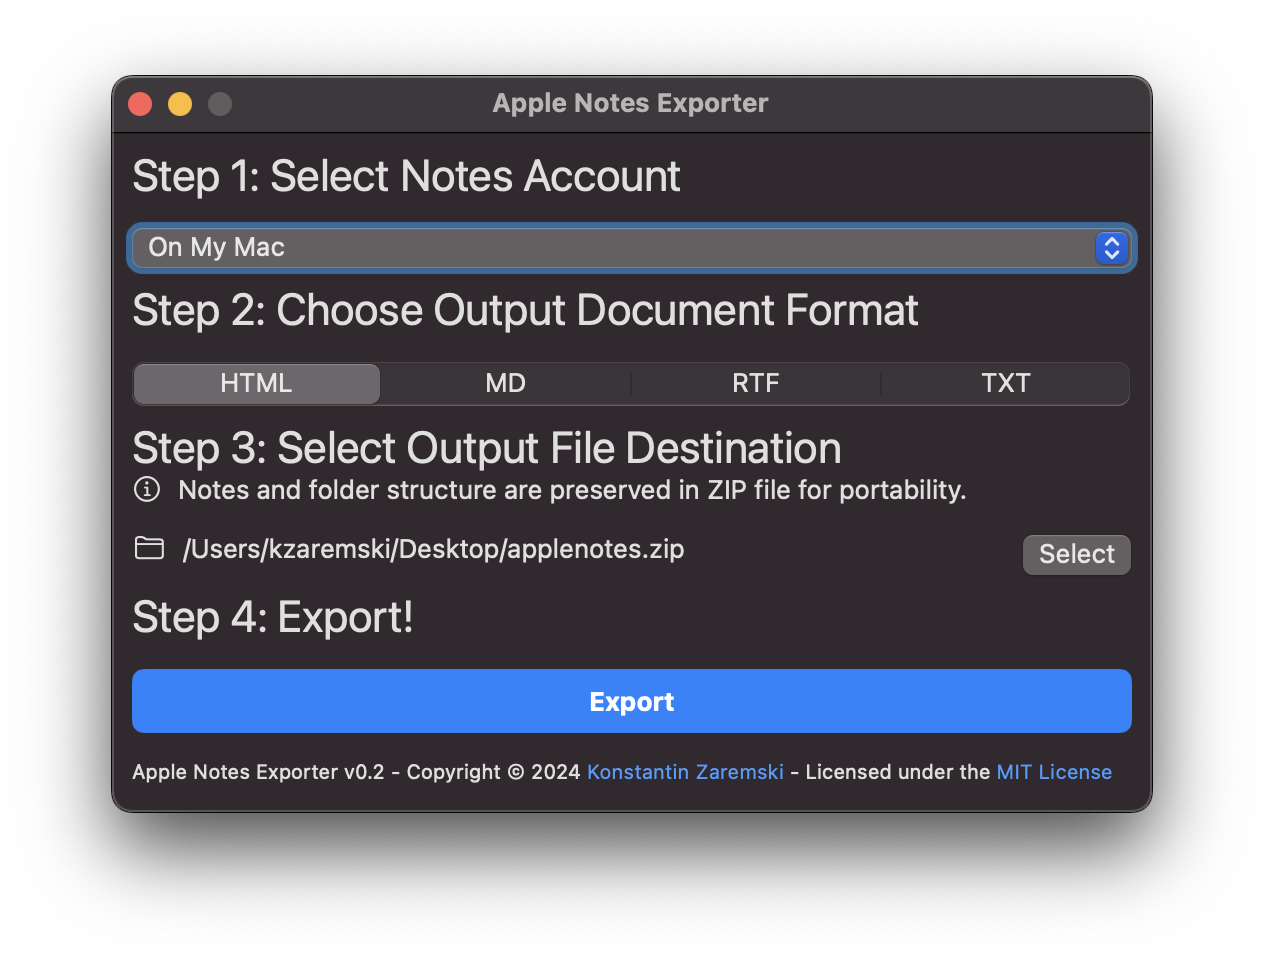 Apple Notes Exporter
Step 1: Select Notes Account
On My Mac
Step 2: Choose Output Document Format
HTML MD RTF TXT
Step 3: Select Output File Destination
Notes and folder structure are preserved in ZIP file for portability.
/Users/kzaremski/Desktop/applenotes.zip Select
Step 4: Export!
Export
Apple Notes Exporter v0.2 - Copyright © 2024 Konstantin Zaremski - Licensed under the MIT License